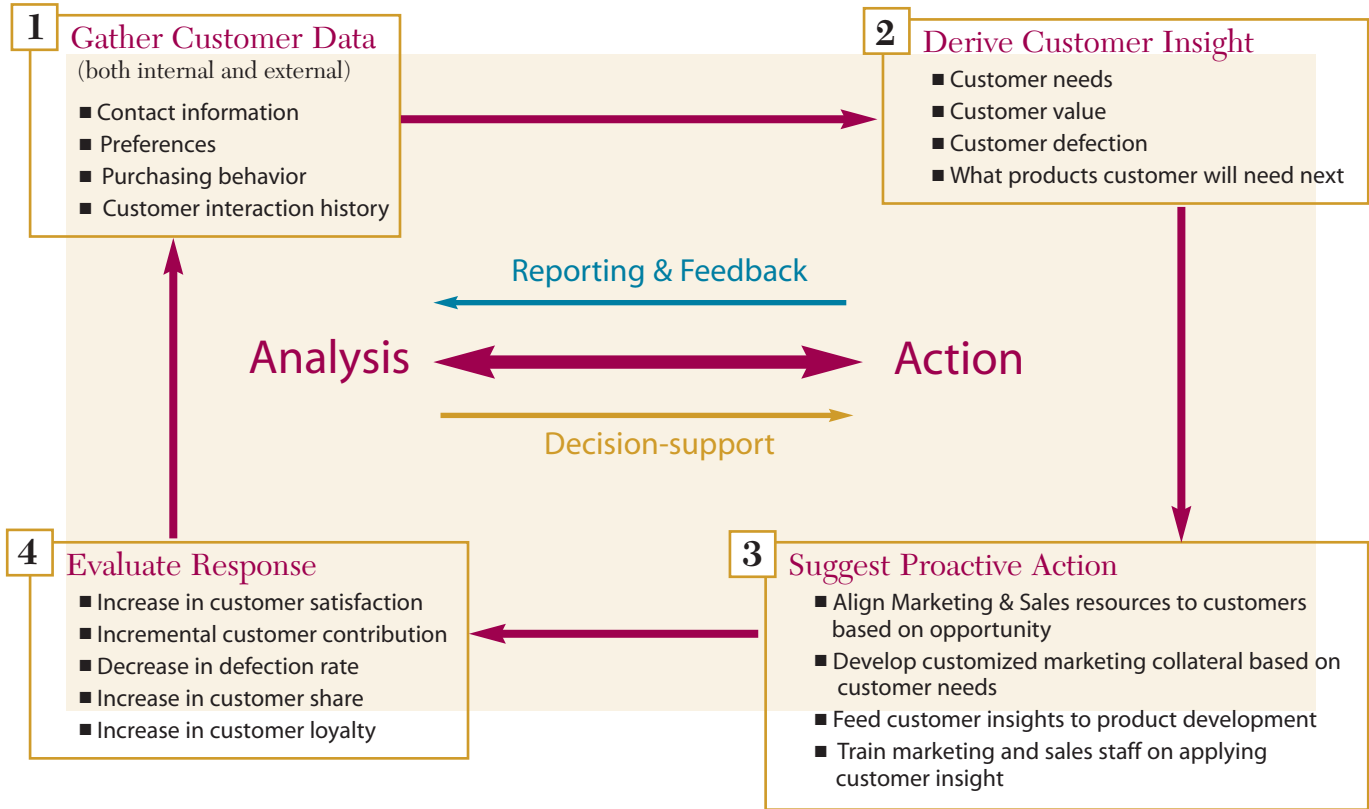 1
Gather Customer Data
(both internal and external)
■ Contact information
■ Preferences
■ Purchasing behavior
■ Customer interaction history
2
Derive Customer Insight
■ Customer needs
■ Customer value
■ Customer defection
■ What products customer will need next
Reporting & Feedback
Analysis
Action
Decision-support
4
Evaluate Response
■ Increase in customer satisfaction
■ Incremental customer contribution
■ Decrease in defection rate
■ Increase in customer share
■ Increase in customer loyalty
3
Suggest Proactive Action
■ Align Marketing & Sales resources to customers
based on opportunity
■ Develop customized marketing collateral based on
customer needs
■ Feed customer insights to product development
■ Train marketing and sales staff on applying
customer insight